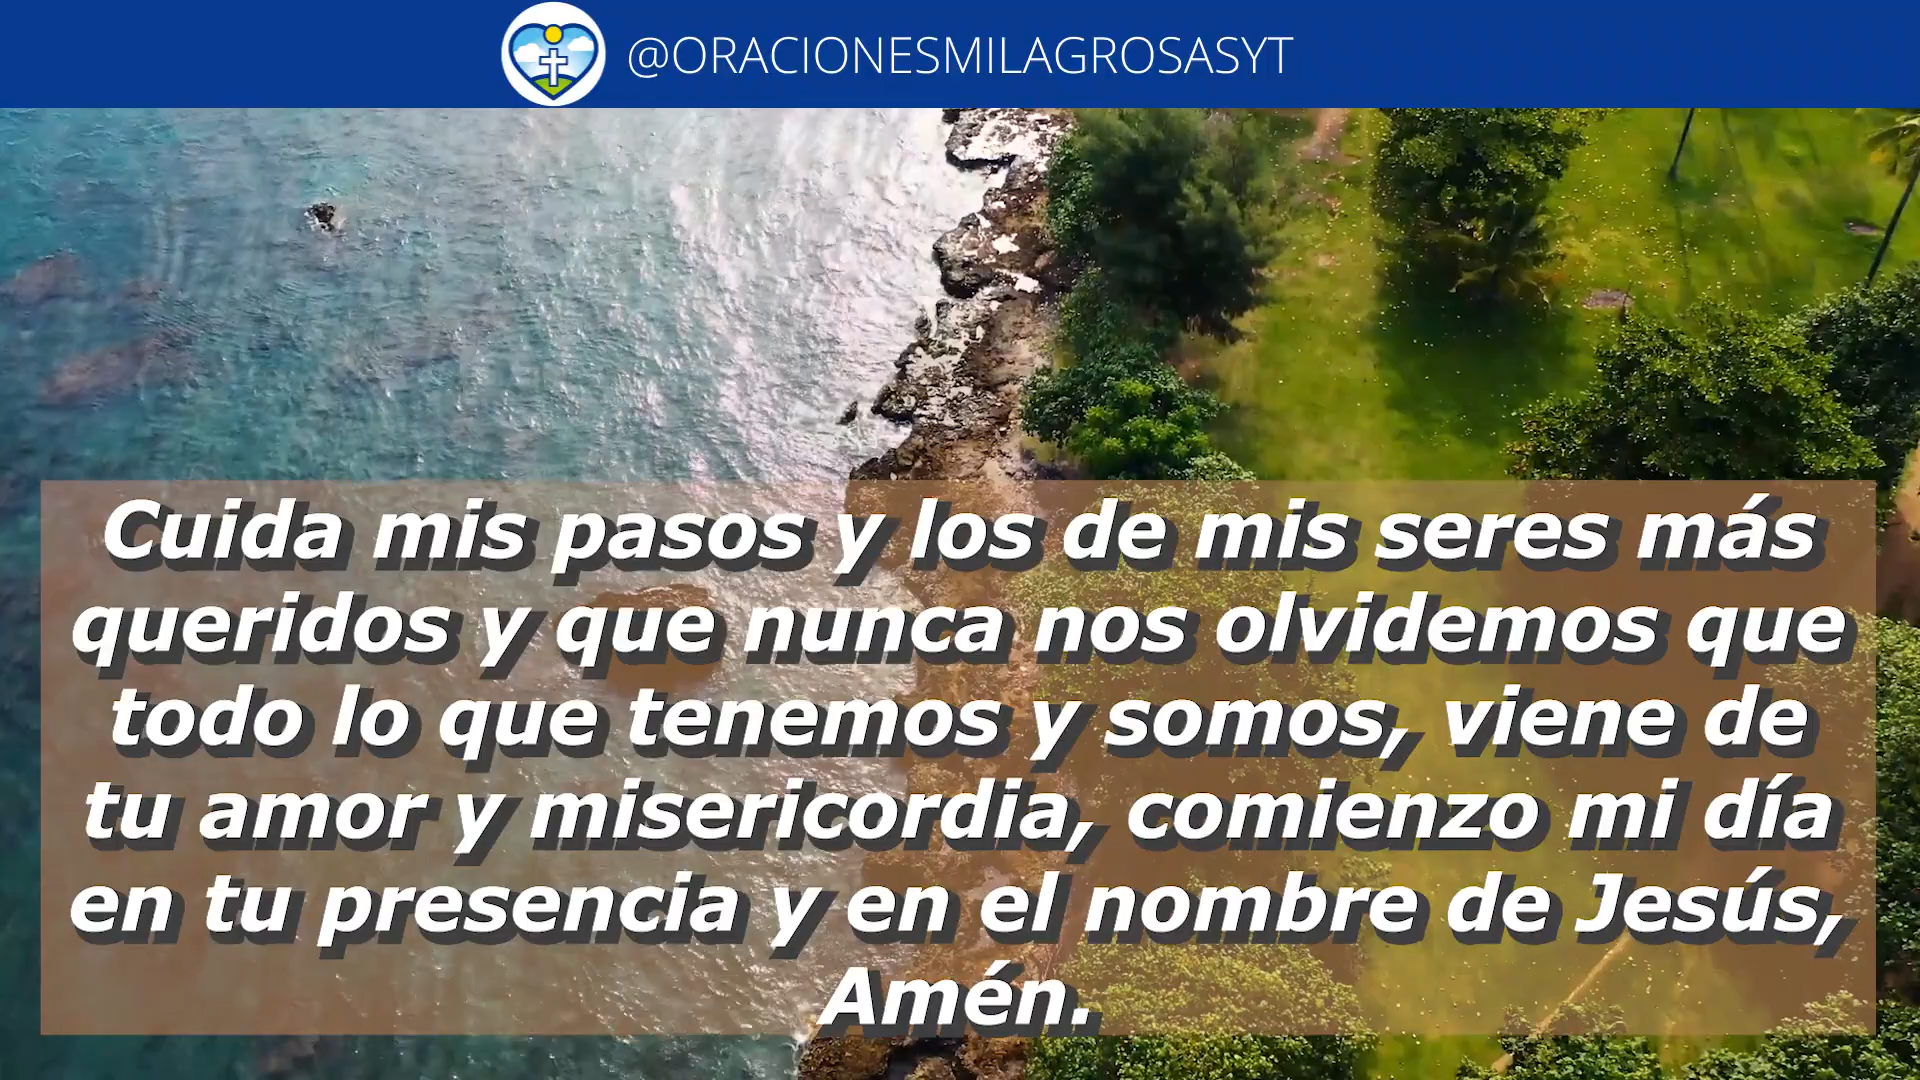 @ORACIONESMILAGROSASYT
Cuida mis pasos y los de mis seres más
queridos y que nunca nos olvidemos que
todo lo que tenemos y somos, viene de
tu amor y misericordia, comienzo mi día
en tu presencia y en el nombre de Jesús,
Amén.